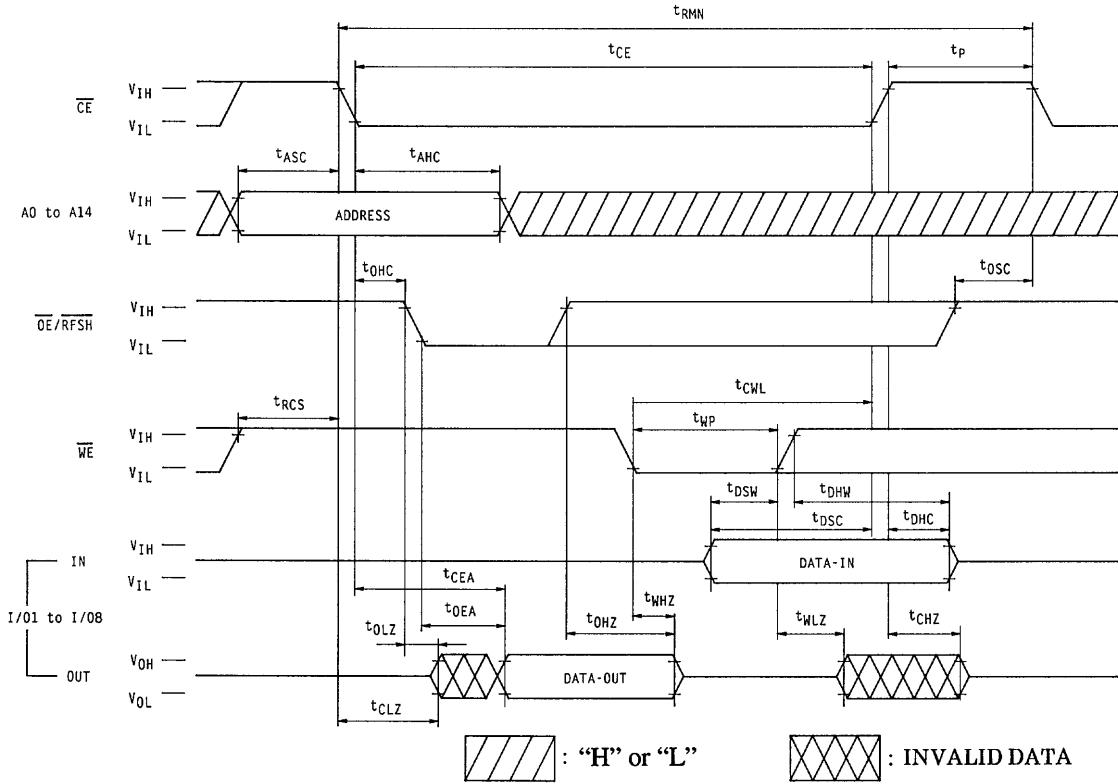 tRMN
tCE
tP
CE
VIH
VIL
tASC
tAHC
A0 to A14
VIH
VIL
ADDRESS
tOHC
tOSC
OE/RFSH
VIH
VIL
tCWL
tRCS
tWP
WE
VIH
VIL
tDSW
tDHW
tDSC
tDHC
IN
VIH
VIL
DATA-IN
I/O1 to I/O8
tCEA
tOEA
tWHZ
tOLZ
tOHZ
tWLZ
tCHZ
OUT
VOH
VOL
DATA-OUT
tCLZ
: “H” or “L”
: INVALID DATA